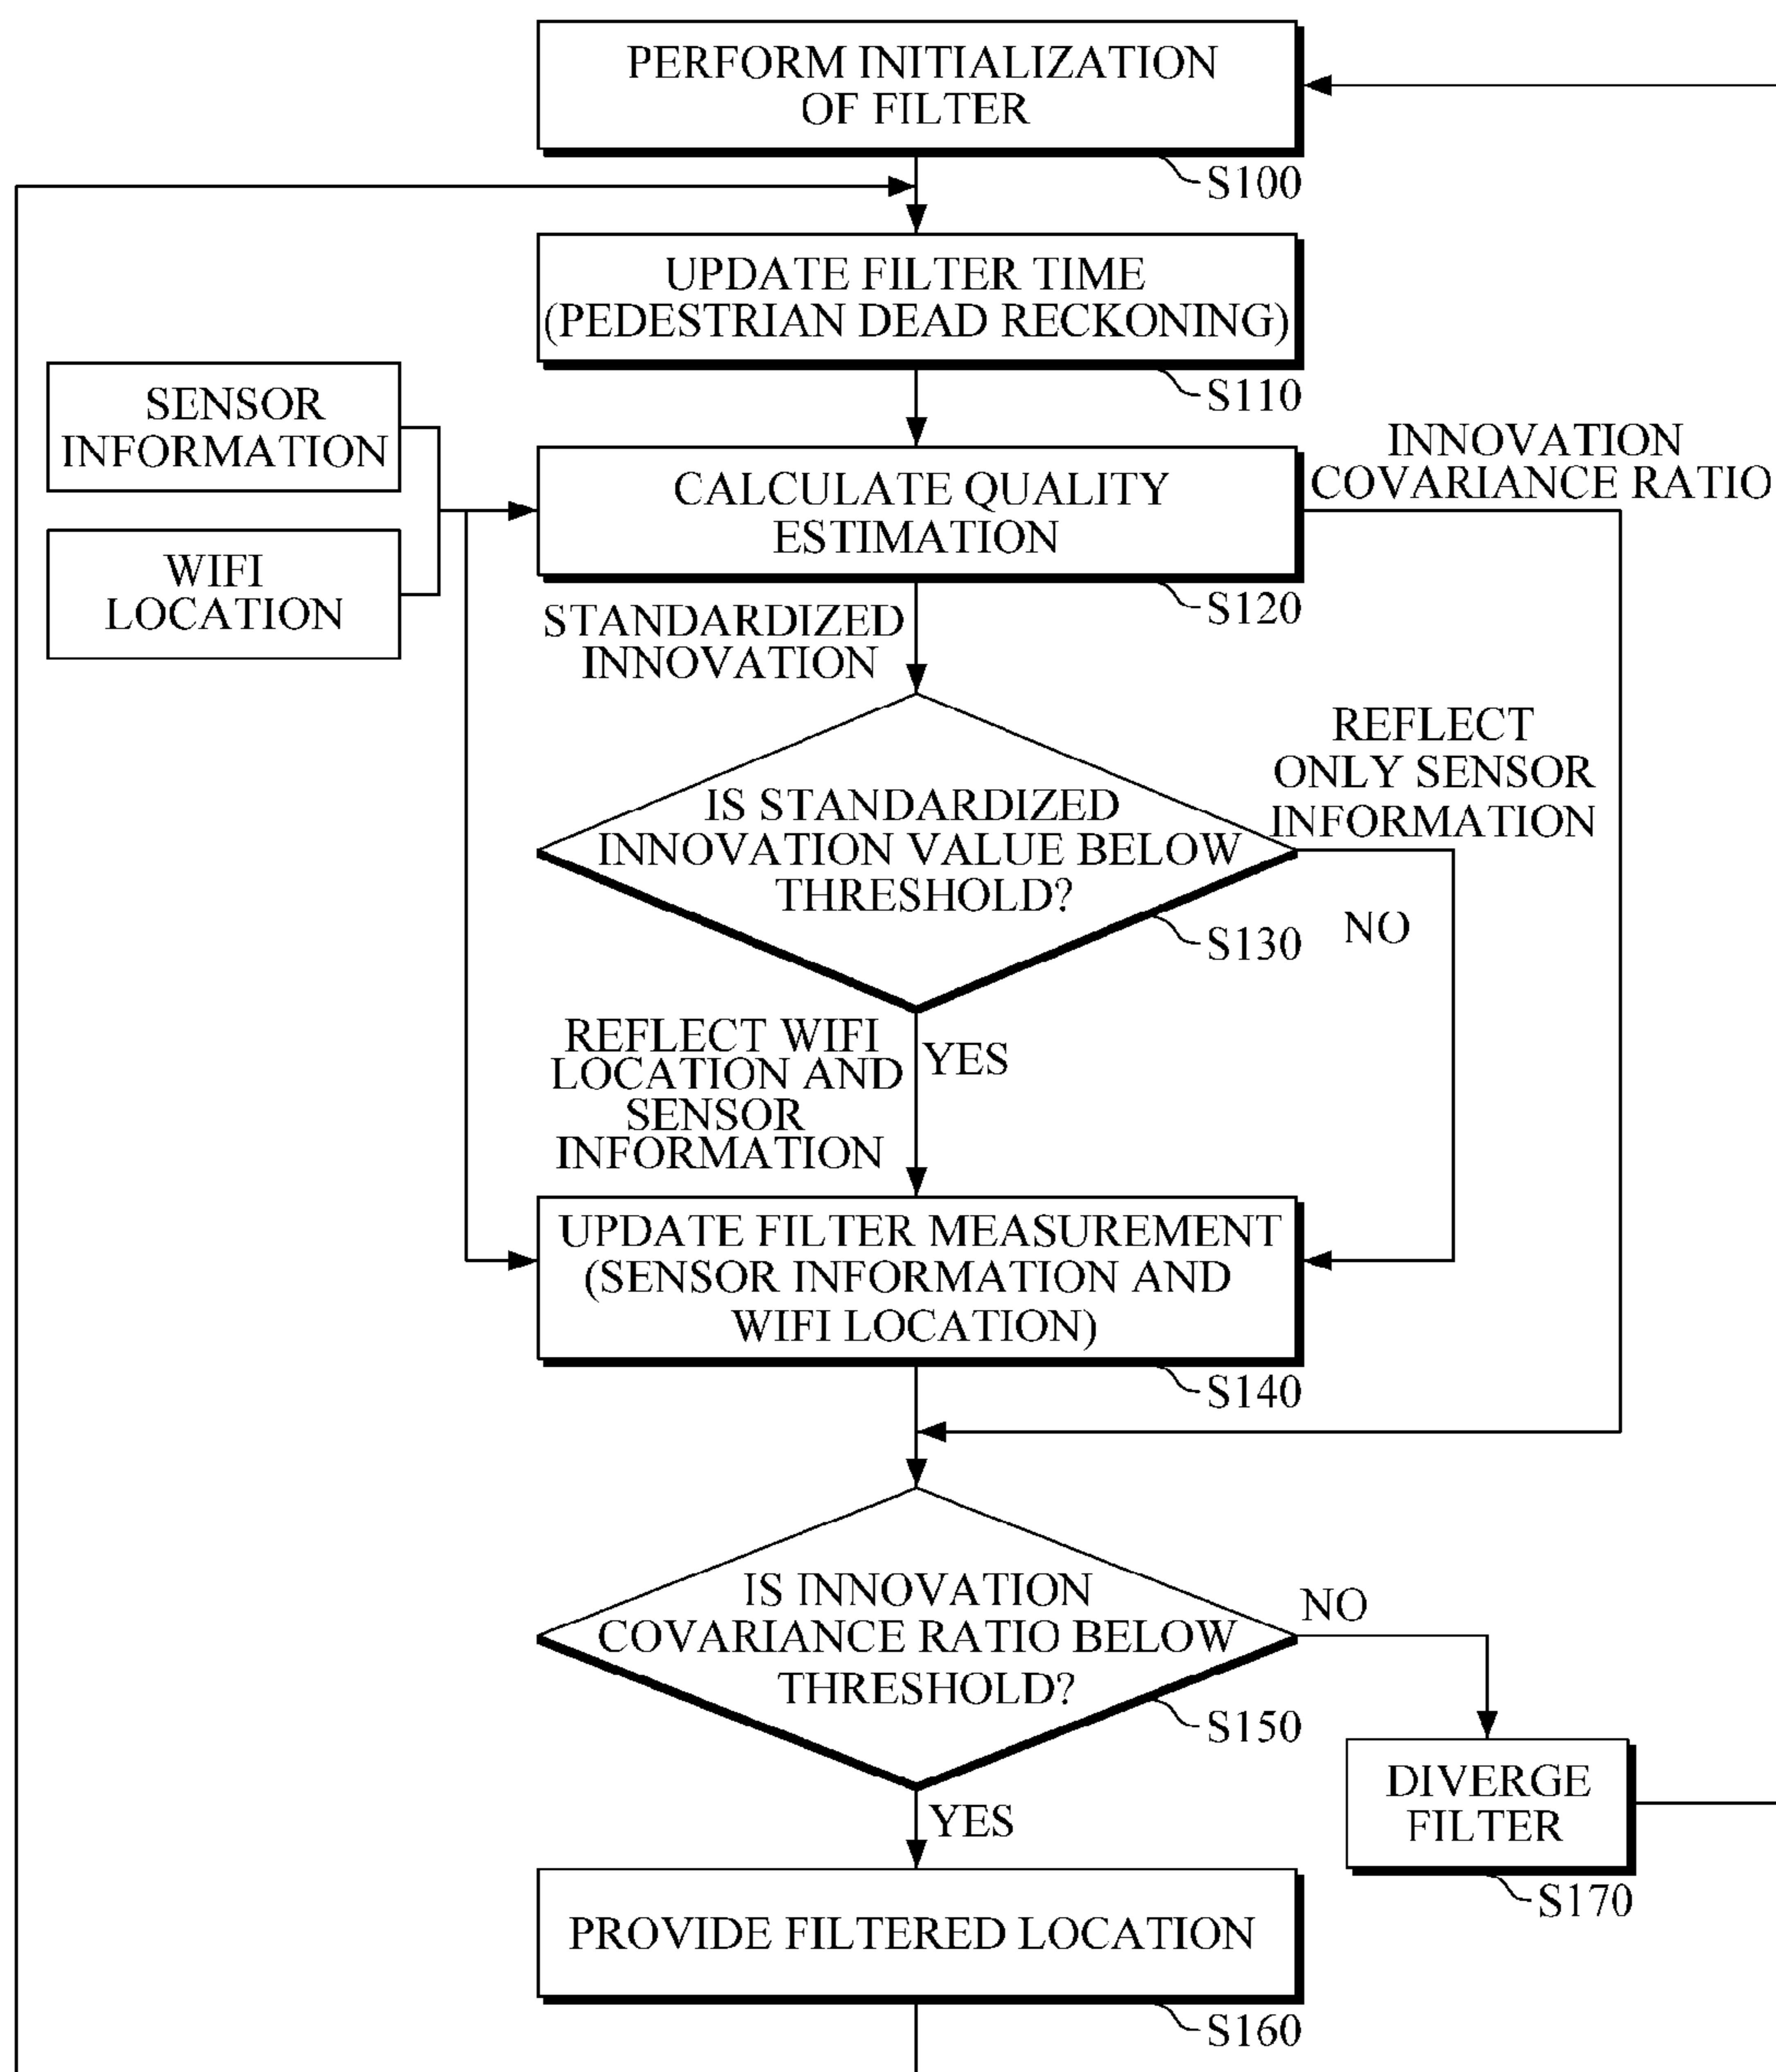 PERFORM INITIALIZATION
OF FILTER
S100
UPDATE FILTER TIME
(PEDESTRIAN DEAD RECKONING)
S110
SENSOR
INFORMATION
WIFI
LOCATION
CALCULATE QUALITY
ESTIMATION
S120
INNOVATION
COVARIANCE RATIO
STANDARDIZED
INNOVATION
IS STANDARDIZED
INNOVATION VALUE BELOW
THRESHOLD?
S130
REFLECT
ONLY SENSOR
INFORMATION
NO
REFLECT WIFI
LOCATION AND
SENSOR
INFORMATION
YES
UPDATE FILTER MEASUREMENT
(SENSOR INFORMATION AND
WIFI LOCATION)
S140
IS INNOVATION
COVARIANCE RATIO BELOW
THRESHOLD?
S150
NO
DIVERGE
FILTER
S170
YES
PROVIDE FILTERED LOCATION
S160